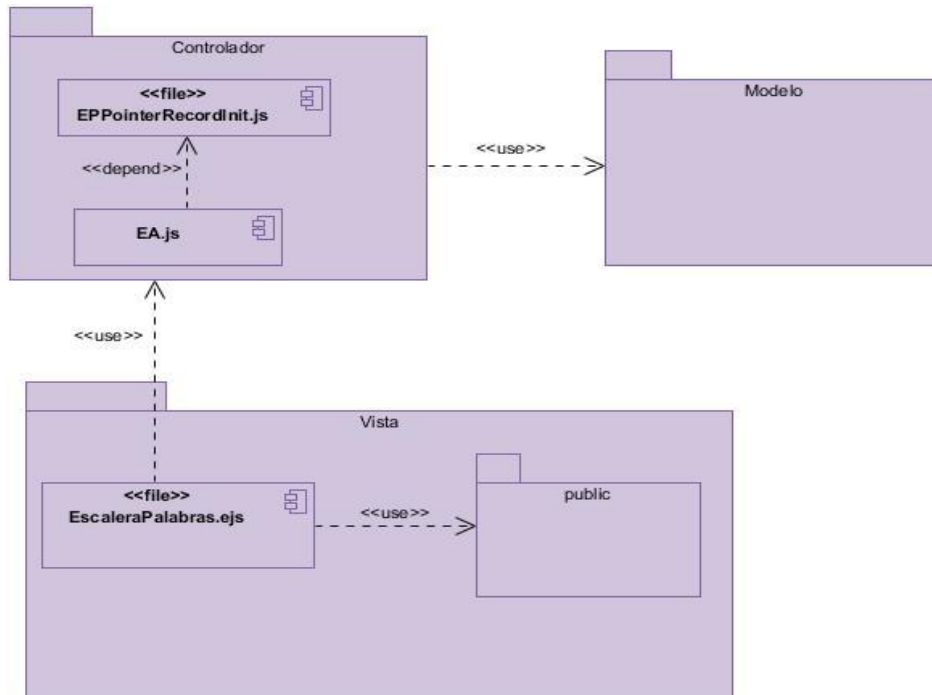 Controlador
<<file>>
EPPointerRecordInit.js
<<depend>>
EA.js
<<use>>
Modelo
<<use>>
Vista
<<file>>
EscaleraPalabras.ejs
<<use>>
public